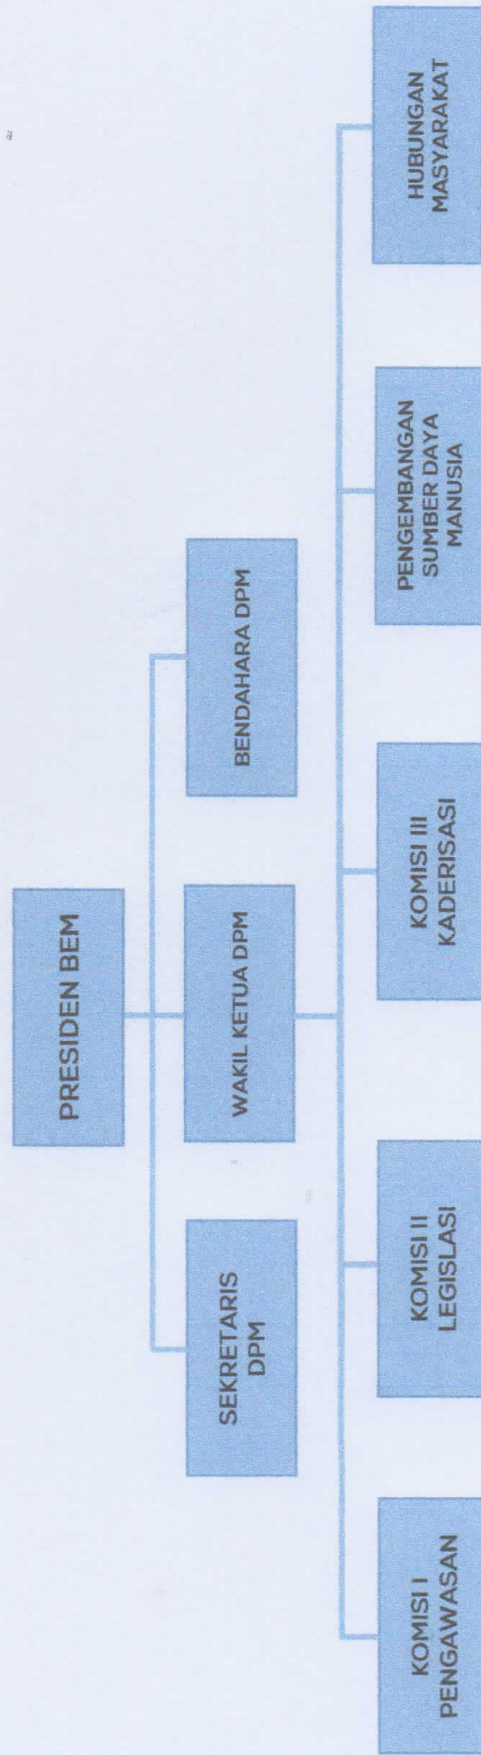 PRESIDEN BEM
SEKRETARIS
DPM
WAKIL KETUA DPM
BENDAHARA DPM
KOMISI I
PENGAWASAN
KOMISI II
LEGISLASI
KOMISI III
KADERISASI
PENGEMBANGAN
SUMBER DAYA
MANUSIA
HUBUNGAN
MASYARAKAT